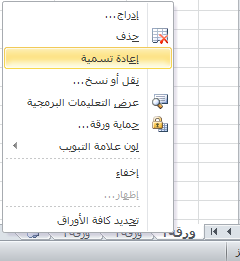 إدراج...
حذف
إعادة تسمية
نقل أو نسخ...
عرض التعليمات البرمجية
حماية ورقة...
لون علامة التبويب
إخفاء
إظهار...
تحديد كافة الأوراق